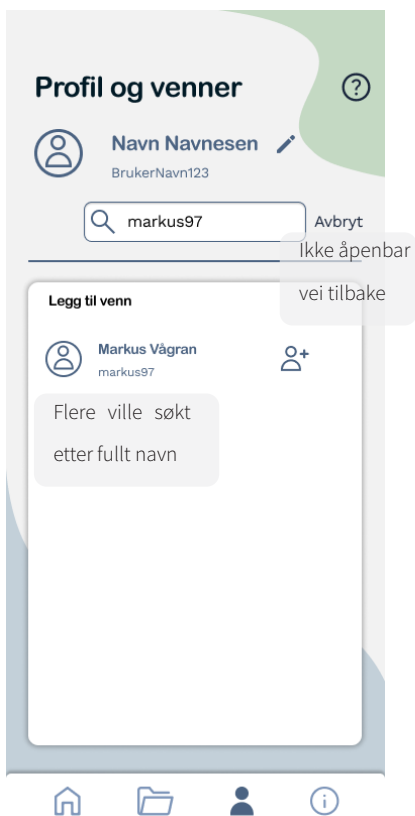 Profil og venner
Navn Navnesen
BrukerNavn123
markus97 Avbryt
Ikke åpenbar
vei tilbake
Legg til venn
Markus Vågran
markus97
Flere ville søkt
etter fullt navn